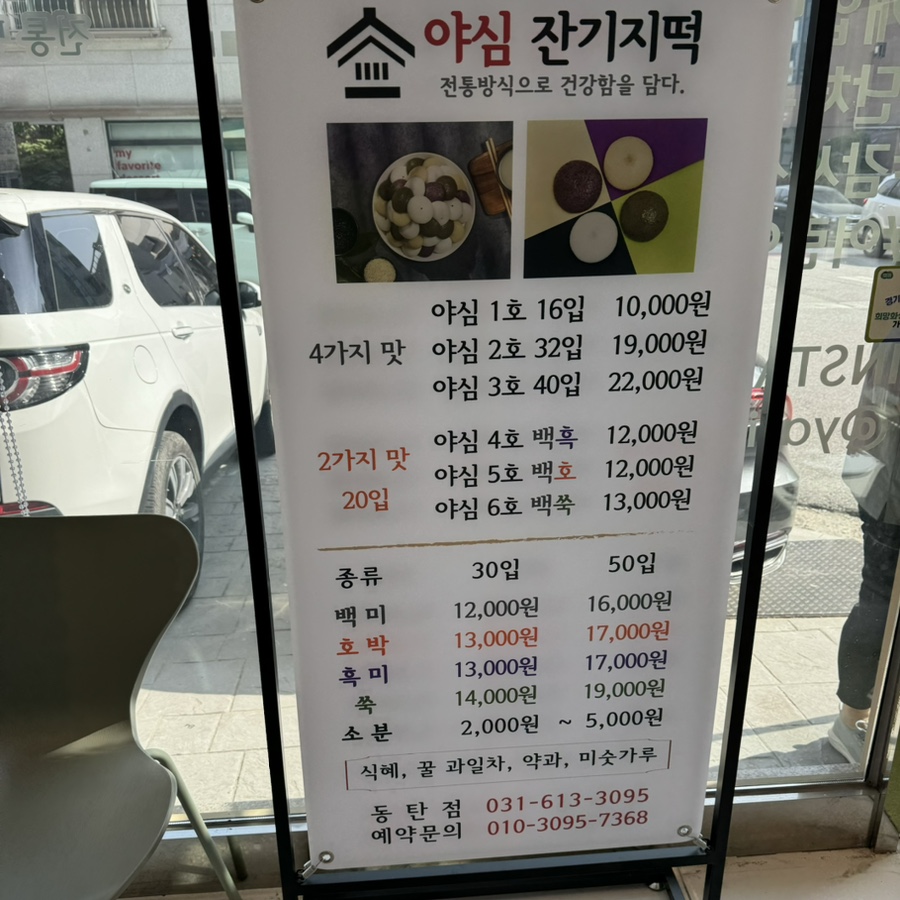 야심 잔기지떡
전통방식으로 건강함을 담다.
my
favorite
4가지 맛
야심 1호 16입 10,000원
야심 2호 32입 19,000원
야심 3호 40입 22,000원
2가지 맛
20입
야심 4호 백흑 12,000원
야심 5호 백호 12,000원
야심 6호 백쑥 13,000원
종류 30입 50입
백미 12,000원 16,000원
호박 13,000원 17,000원
흑미 13,000원 17,000원
쑥 14,000원 19,000원
소분 2,000원 ~ 5,000원
식혜, 꿀 과일차, 약과, 미숫가루
동탄점 031-613-3095
예약문의 010-3095-7368